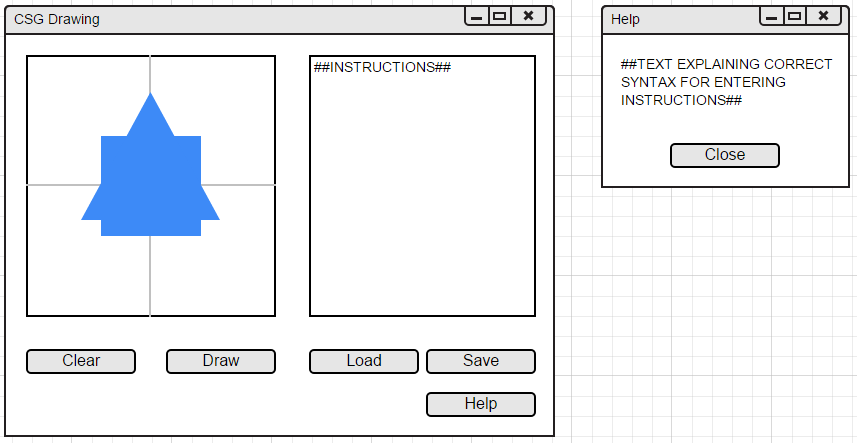 CSG Drawing
##INSTRUCTIONS##
Clear
Draw
Load
Save
Help
Help
##TEXT EXPLAINING CORRECT
SYNTAX FOR ENTERING
INSTRUCTIONS##
Close